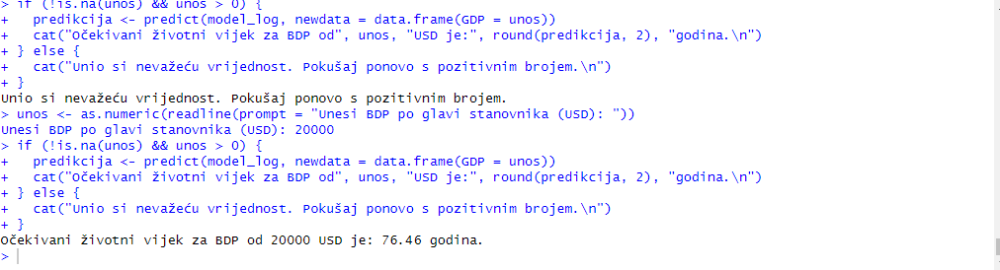 > if (!is.na(unos) && unos > 0) {
+   predikcija <- predict(model_log, newdata = data.frame(GDP = unos))
+   cat("Očekivani životni vijek za BDP od", unos, "USD je:", round(predikcija, 2), "godina.\n")
+ } else {
+   cat("Unio si nevažeću vrijednost. Pokušaj ponovo s pozitivnim brojem.\n")
+ }
Unio si nevažeću vrijednost. Pokušaj ponovo s pozitivnim brojem.
> unos <- as.numeric(readline(prompt = "Unesi BDP po glavi stanovnika (USD): "))
Unesi BDP po glavi stanovnika (USD): 20000
> if (!is.na(unos) && unos > 0) {
+   predikcija <- predict(model_log, newdata = data.frame(GDP = unos))
+   cat("Očekivani životni vijek za BDP od", unos, "USD je:", round(predikcija, 2), "godina.\n")
+ } else {
+   cat("Unio si nevažeću vrijednost. Pokušaj ponovo s pozitivnim brojem.\n")
+ }
Očekivani životni vijek za BDP od 20000 USD je: 76.46 godina.
>